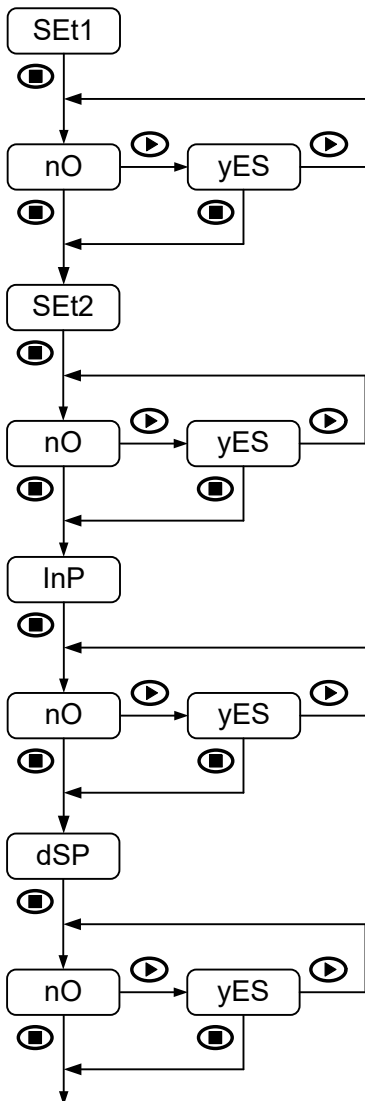 SEt1
nO yES
SEt2
nO yES
InP
nO yES
dSP
nO yES